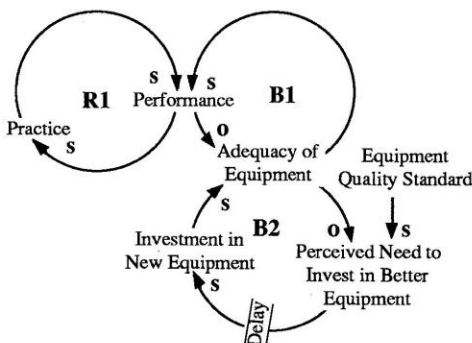 s
s
R1
B1
Performance
Practice
s
o
Adequacy of
Equipment
Equipment
Quality Standard
s
B2
o
s
Investment in
New Equipment
Perceived Need to
Invest in Better
Equipment
s
Delay